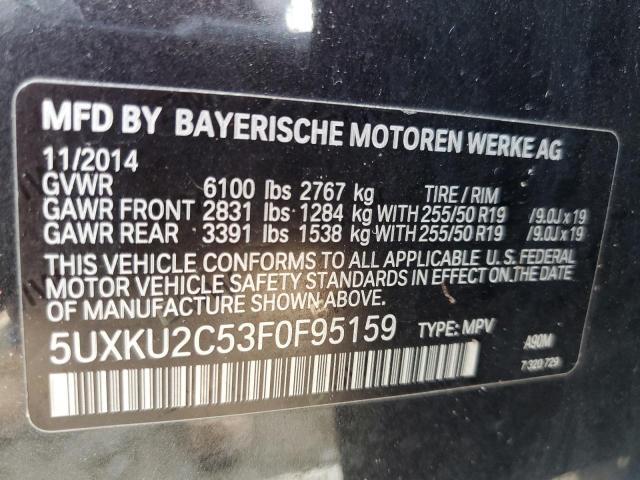 MFD BY BAYERISCHE MOTOREN WERKE AG
11/2014
GVWR 6100 lbs 2767 kg TIRE / RIM
GAWR FRONT 2831 lbs 1284 kg WITH 255/50 R19 /9.0J x 19
GAWR REAR 3391 lbs 1538 kg WITH 255/50 R19 /9.0J x 19
THIS VEHICLE CONFORMS TO ALL APPLICABLE U.S. FEDERAL
MOTOR VEHICLE SAFETY STANDARDS IN EFFECT ON THE DATE
OF MANUFACTURE SHOWN ABOVE.
5UXKU2C53F0F95159 TYPE: MPV A90M
7 320 729